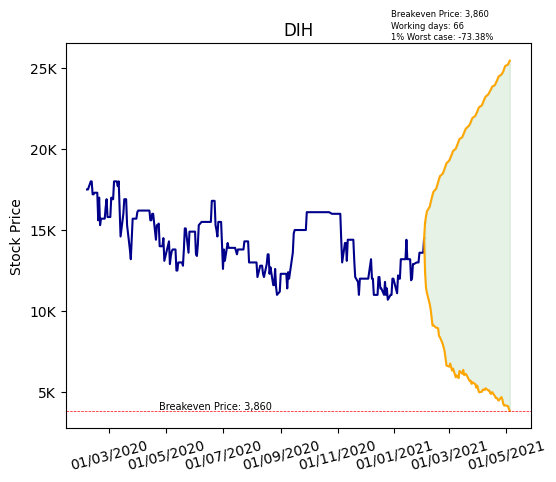 Breakeven Price: 3,860
Working days: 66
1% Worst case: -73.38%
DIH
Stock Price
25K
20K
15K
10K
5K
Breakeven Price: 3,860
01/03/2020
01/05/2020
01/07/2020
01/09/2020
01/11/2020
01/01/2021
01/03/2021
01/05/2021